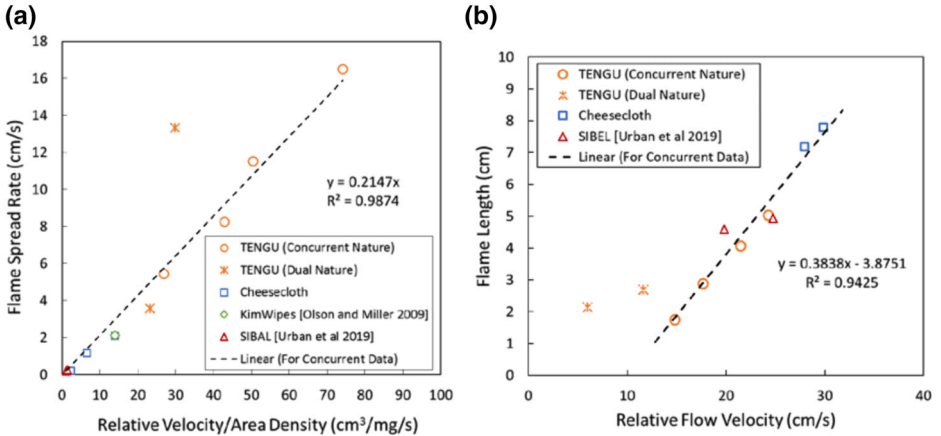 (a)
18
16
14
12
10
8
6
4
2
0
Flame Spread Rate (cm/s)
y = 0.2147x
R² = 0.9874
TENGU (Concurrent Nature)
TENGU (Dual Nature)
Cheesecloth
KimWipes [Olson and Miller 2009]
SIBAL [Urban et al 2019]
Linear (For Concurrent Data)
0 10 20 30 40 50 60 70 80 90 100
Relative Velocity/Area Density (cm³/mg/s)
(b)
10
9
8
7
6
5
4
3
2
1
0
Flame Length (cm)
TENGU (Concurrent Nature)
TENGU (Dual Nature)
Cheesecloth
SIBEL [Urban et al 2019]
Linear (For Concurrent Data)
y = 0.3838x - 3.8751
R² = 0.9425
0 10 20 30 40
Relative Flow Velocity (cm/s)